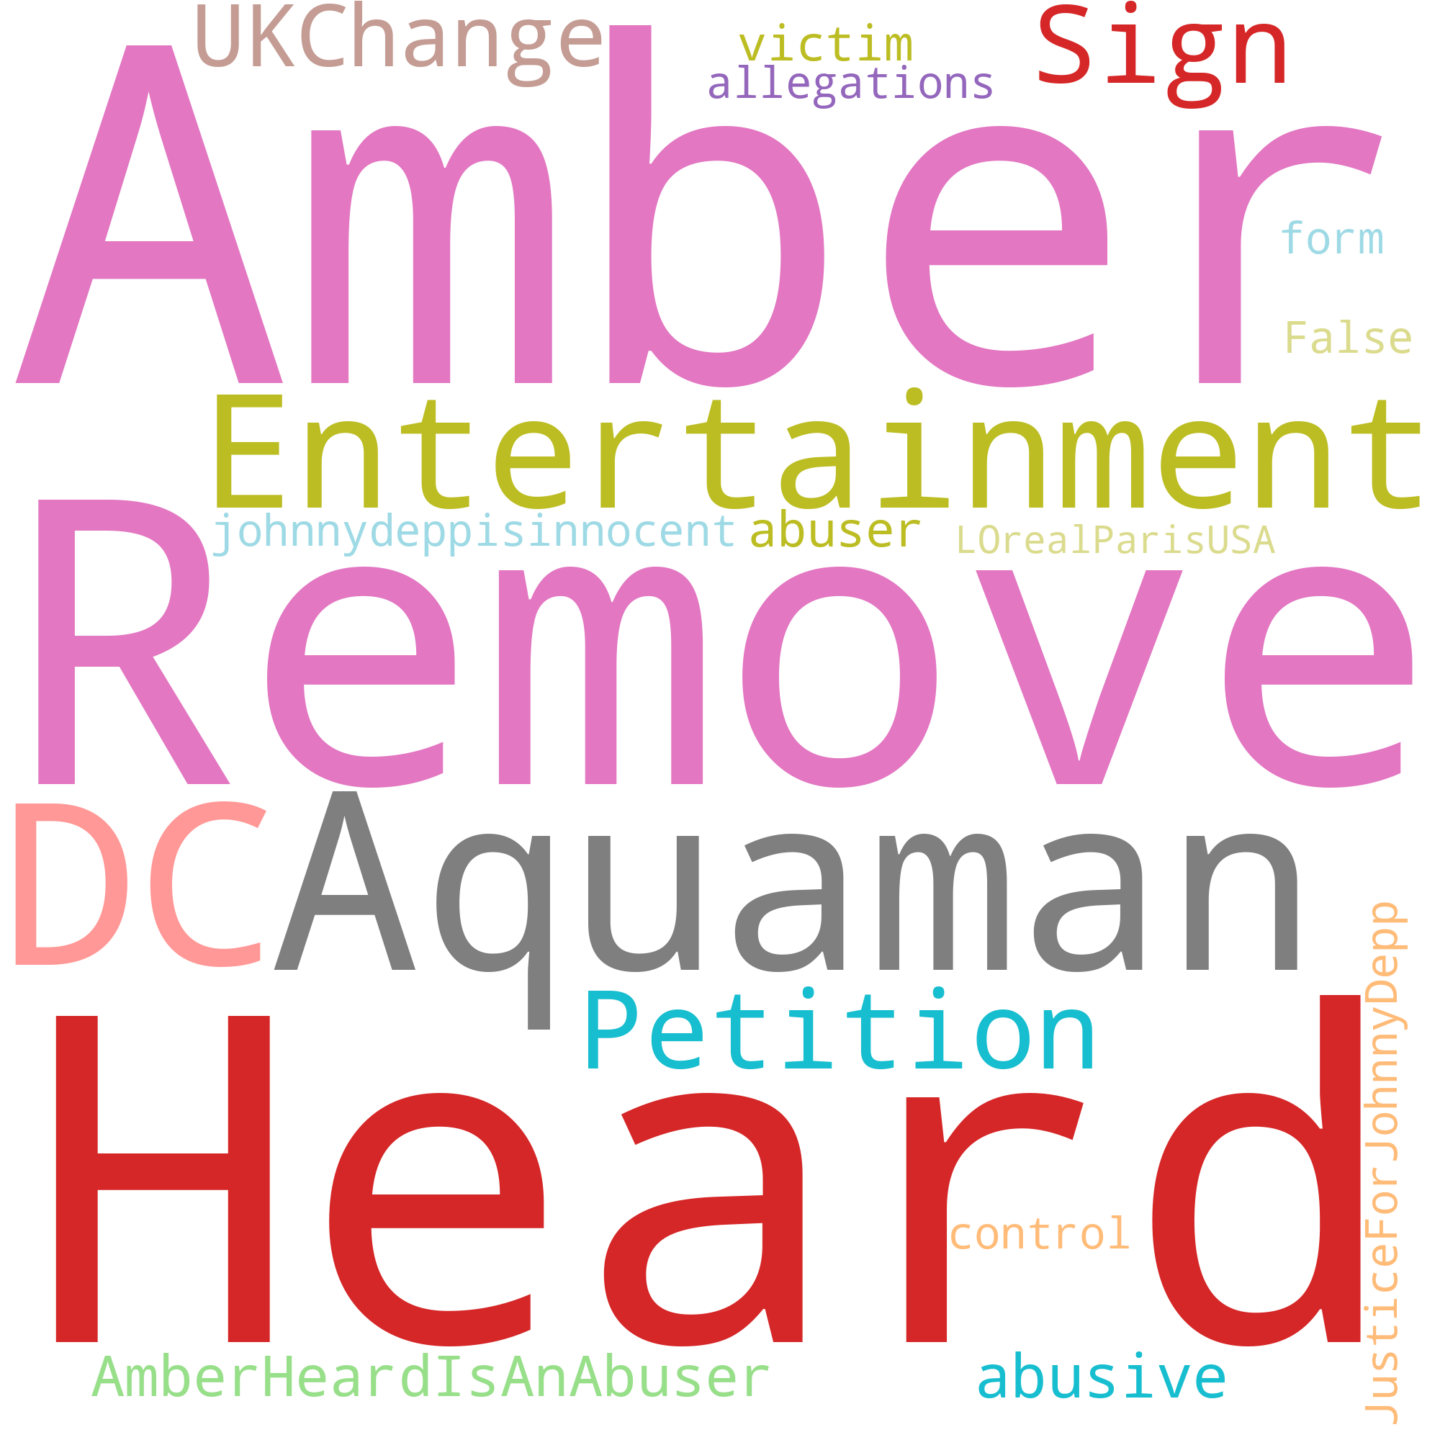 UKChange
victim
Sign
allegations
Amber
form
False
Entertainment
johnnydeppisinnocent
abuser
LOrealParisUSA
Remove
DC
Aquaman
Petition
JusticeForJohnnyDepp
Heard
control
AmberHeardIsAnAbuser
abusive